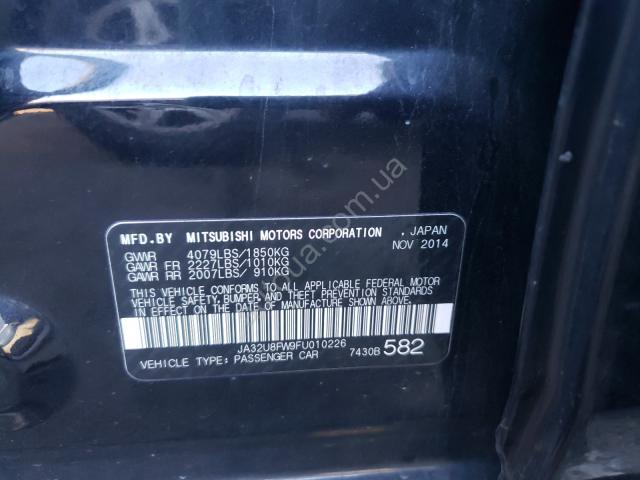 MFD.BY MITSUBISHI MOTORS CORPORATION , JAPAN
NOV 2014
GVWR 4079LBS/1850KG
GAWR FR 2227LBS/1010KG
GAWR RR 2007LBS/ 910KG
THIS VEHICLE CONFORMS TO ALL APPLICABLE FEDERAL MOTOR
VEHICLE SAFETY, BUMPER, AND THEFT PREVENTION STANDARDS
IN EFFECT ON THE DATE OF MANUFACTURE SHOWN ABOVE.
JA32U8FW9FU010226
VEHICLE TYPE: PASSENGER CAR 7430B 582